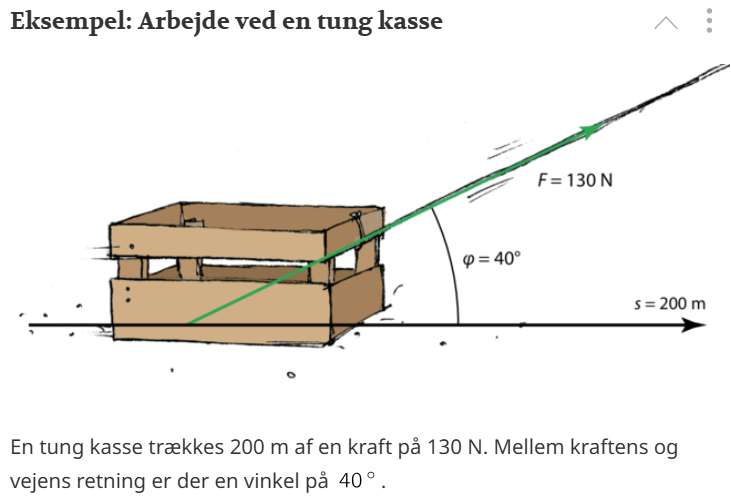 Eksempel: Arbejde ved en tung kasse
F = 130 N
φ = 40°
s = 200 m
En tung kasse trækkes 200 m af en kraft på 130 N. Mellem kraftens og
vejens retning er der en vinkel på 40°.